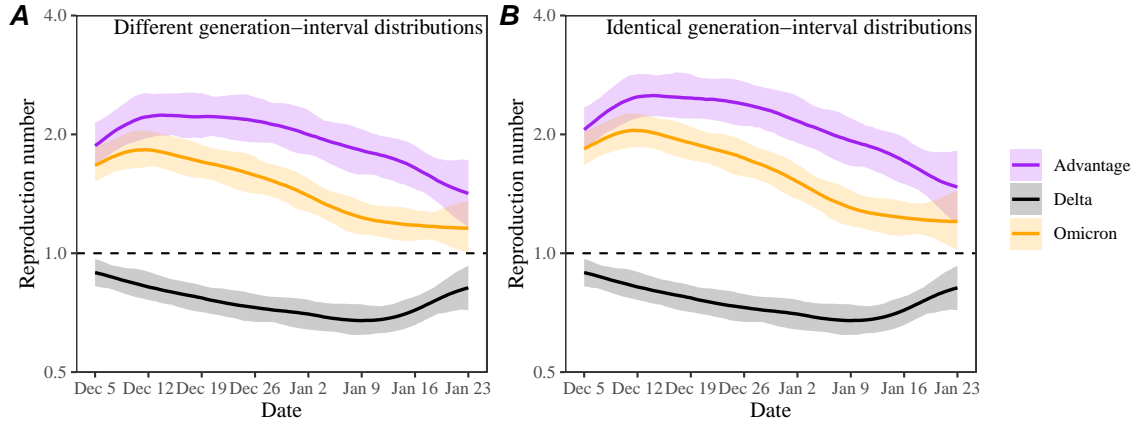 A
Different generation−interval distributions
Reproduction number
4.0
2.0
1.0
0.5
Dec 5 Dec 12 Dec 19 Dec 26 Jan 2 Jan 9 Jan 16 Jan 23
Date
B
Identical generation−interval distributions
Reproduction number
4.0
2.0
1.0
0.5
Dec 5 Dec 12 Dec 19 Dec 26 Jan 2 Jan 9 Jan 16 Jan 23
Date
Advantage
Delta
Omicron